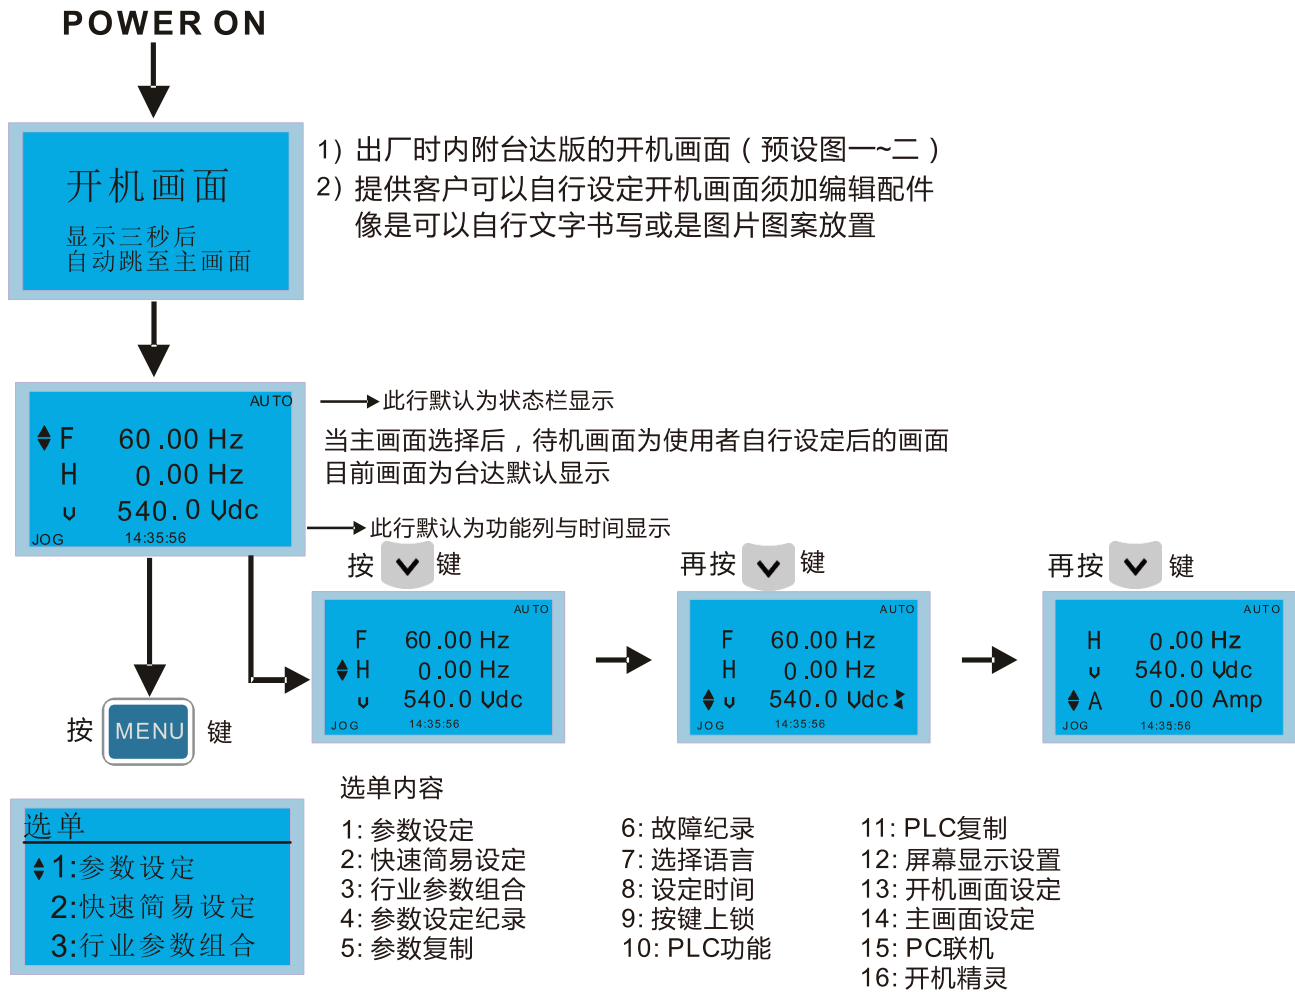 POWER ON
开机画面
显示三秒后
自动跳至主画面
1) 出厂时内附台达版的开机画面（预设图一~二）
2) 提供客户可以自行设定开机画面须加编辑配件
像是可以自行文字书写或是图片图案放置
AUTO
F 60.00 Hz
H 0.00 Hz
υ 540.0 Vdc
JOG 14:35:56
此行默认为状态栏显示
当主画面选择后，待机画面为使用者自行设定后的画面
目前画面为台达默认显示
此行默认为功能列与时间显示
按 键
AUTO
F 60.00 Hz
H 0.00 Hz
υ 540.0 Vdc
JOG 14:35:56
再按 键
AUTO
F 60.00 Hz
H 0.00 Hz
υ 540.0 Vdc
JOG 14:35:56
再按 键
AUTO
H 0.00 Hz
υ 540.0 Vdc
A 0.00 Amp
JOG 14:35:56
按 MENU 键
选单
1:参数设定
2:快速简易设定
3:行业参数组合
选单内容
1: 参数设定
2: 快速简易设定
3: 行业参数组合
4: 参数设定纪录
5: 参数复制
6: 故障纪录
7: 选择语言
8: 设定时间
9: 按键上锁
10: PLC功能
11: PLC复制
12: 屏幕显示设置
13: 开机画面设定
14: 主画面设定
15: PC联机
16: 开机精灵